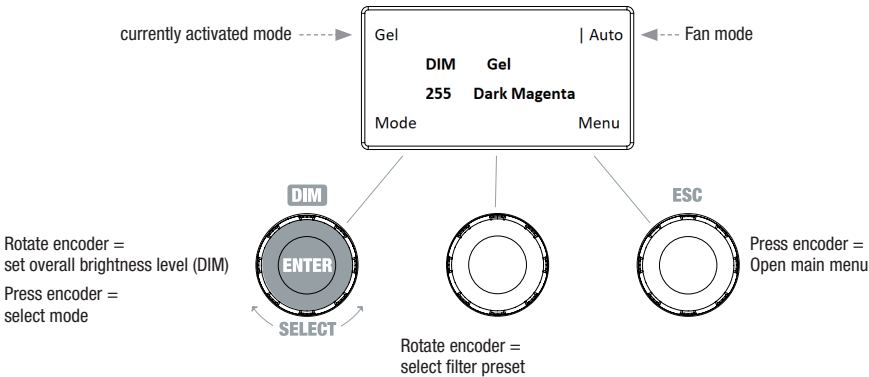 currently activated mode
Gel
| Auto
Fan mode
DIM Gel
255 Dark Magenta
Mode
Menu
DIM
ESC
Rotate encoder =
set overall brightness level (DIM)
Press encoder =
select mode
ENTER
SELECT
Press encoder =
Open main menu
Rotate encoder =
select filter preset